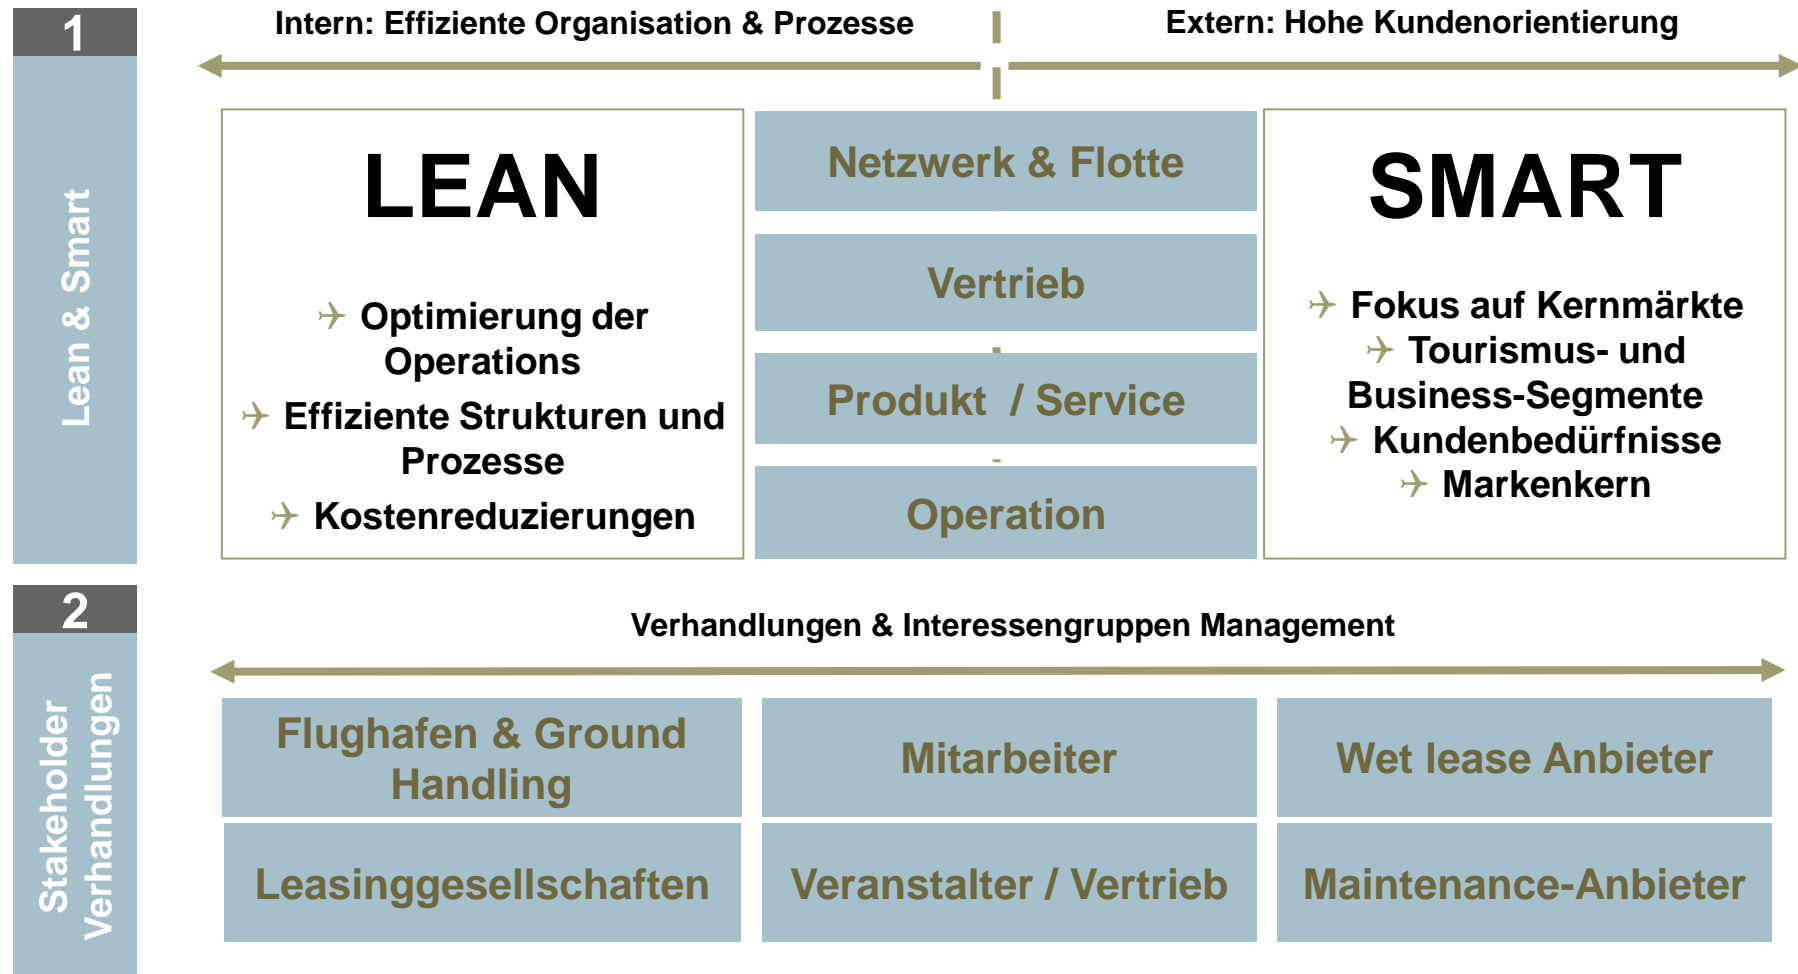 1
Intern: Effiziente Organisation & Prozesse
Extern: Hohe Kundenorientierung
Lean & Smart
LEAN
Optimierung der
Operations
Effiziente Strukturen und
Prozesse
Kostenreduzierungen
Netzwerk & Flotte
Vertrieb
Produkt / Service
Operation
SMART
Fokus auf Kernmärkte
Tourismus- und
Business-Segmente
Kundenbedürfnisse
Markenkern
2
Stakeholder
Verhandlungen
Verhandlungen & Interessengruppen Management
Flughafen & Ground
Handling
Mitarbeiter
Wet lease Anbieter
Leasinggesellschaften
Veranstalter / Vertrieb
Maintenance-Anbieter